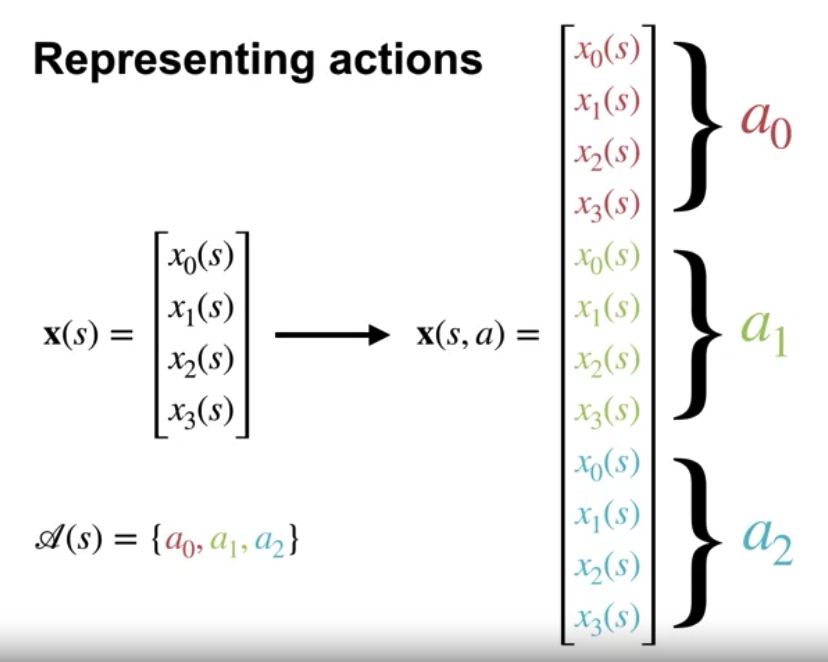 Representing actions
x(s) =
x₀(s)
x₁(s)
x₂(s)
x₃(s)
x(s, a) =
x₀(s)
x₁(s)
x₂(s)
x₃(s)
x₀(s)
x₁(s)
x₂(s)
x₃(s)
x₀(s)
x₁(s)
x₂(s)
x₃(s)
a₀
a₁
a₂
𝒜(s) = {a₀, a₁, a₂}